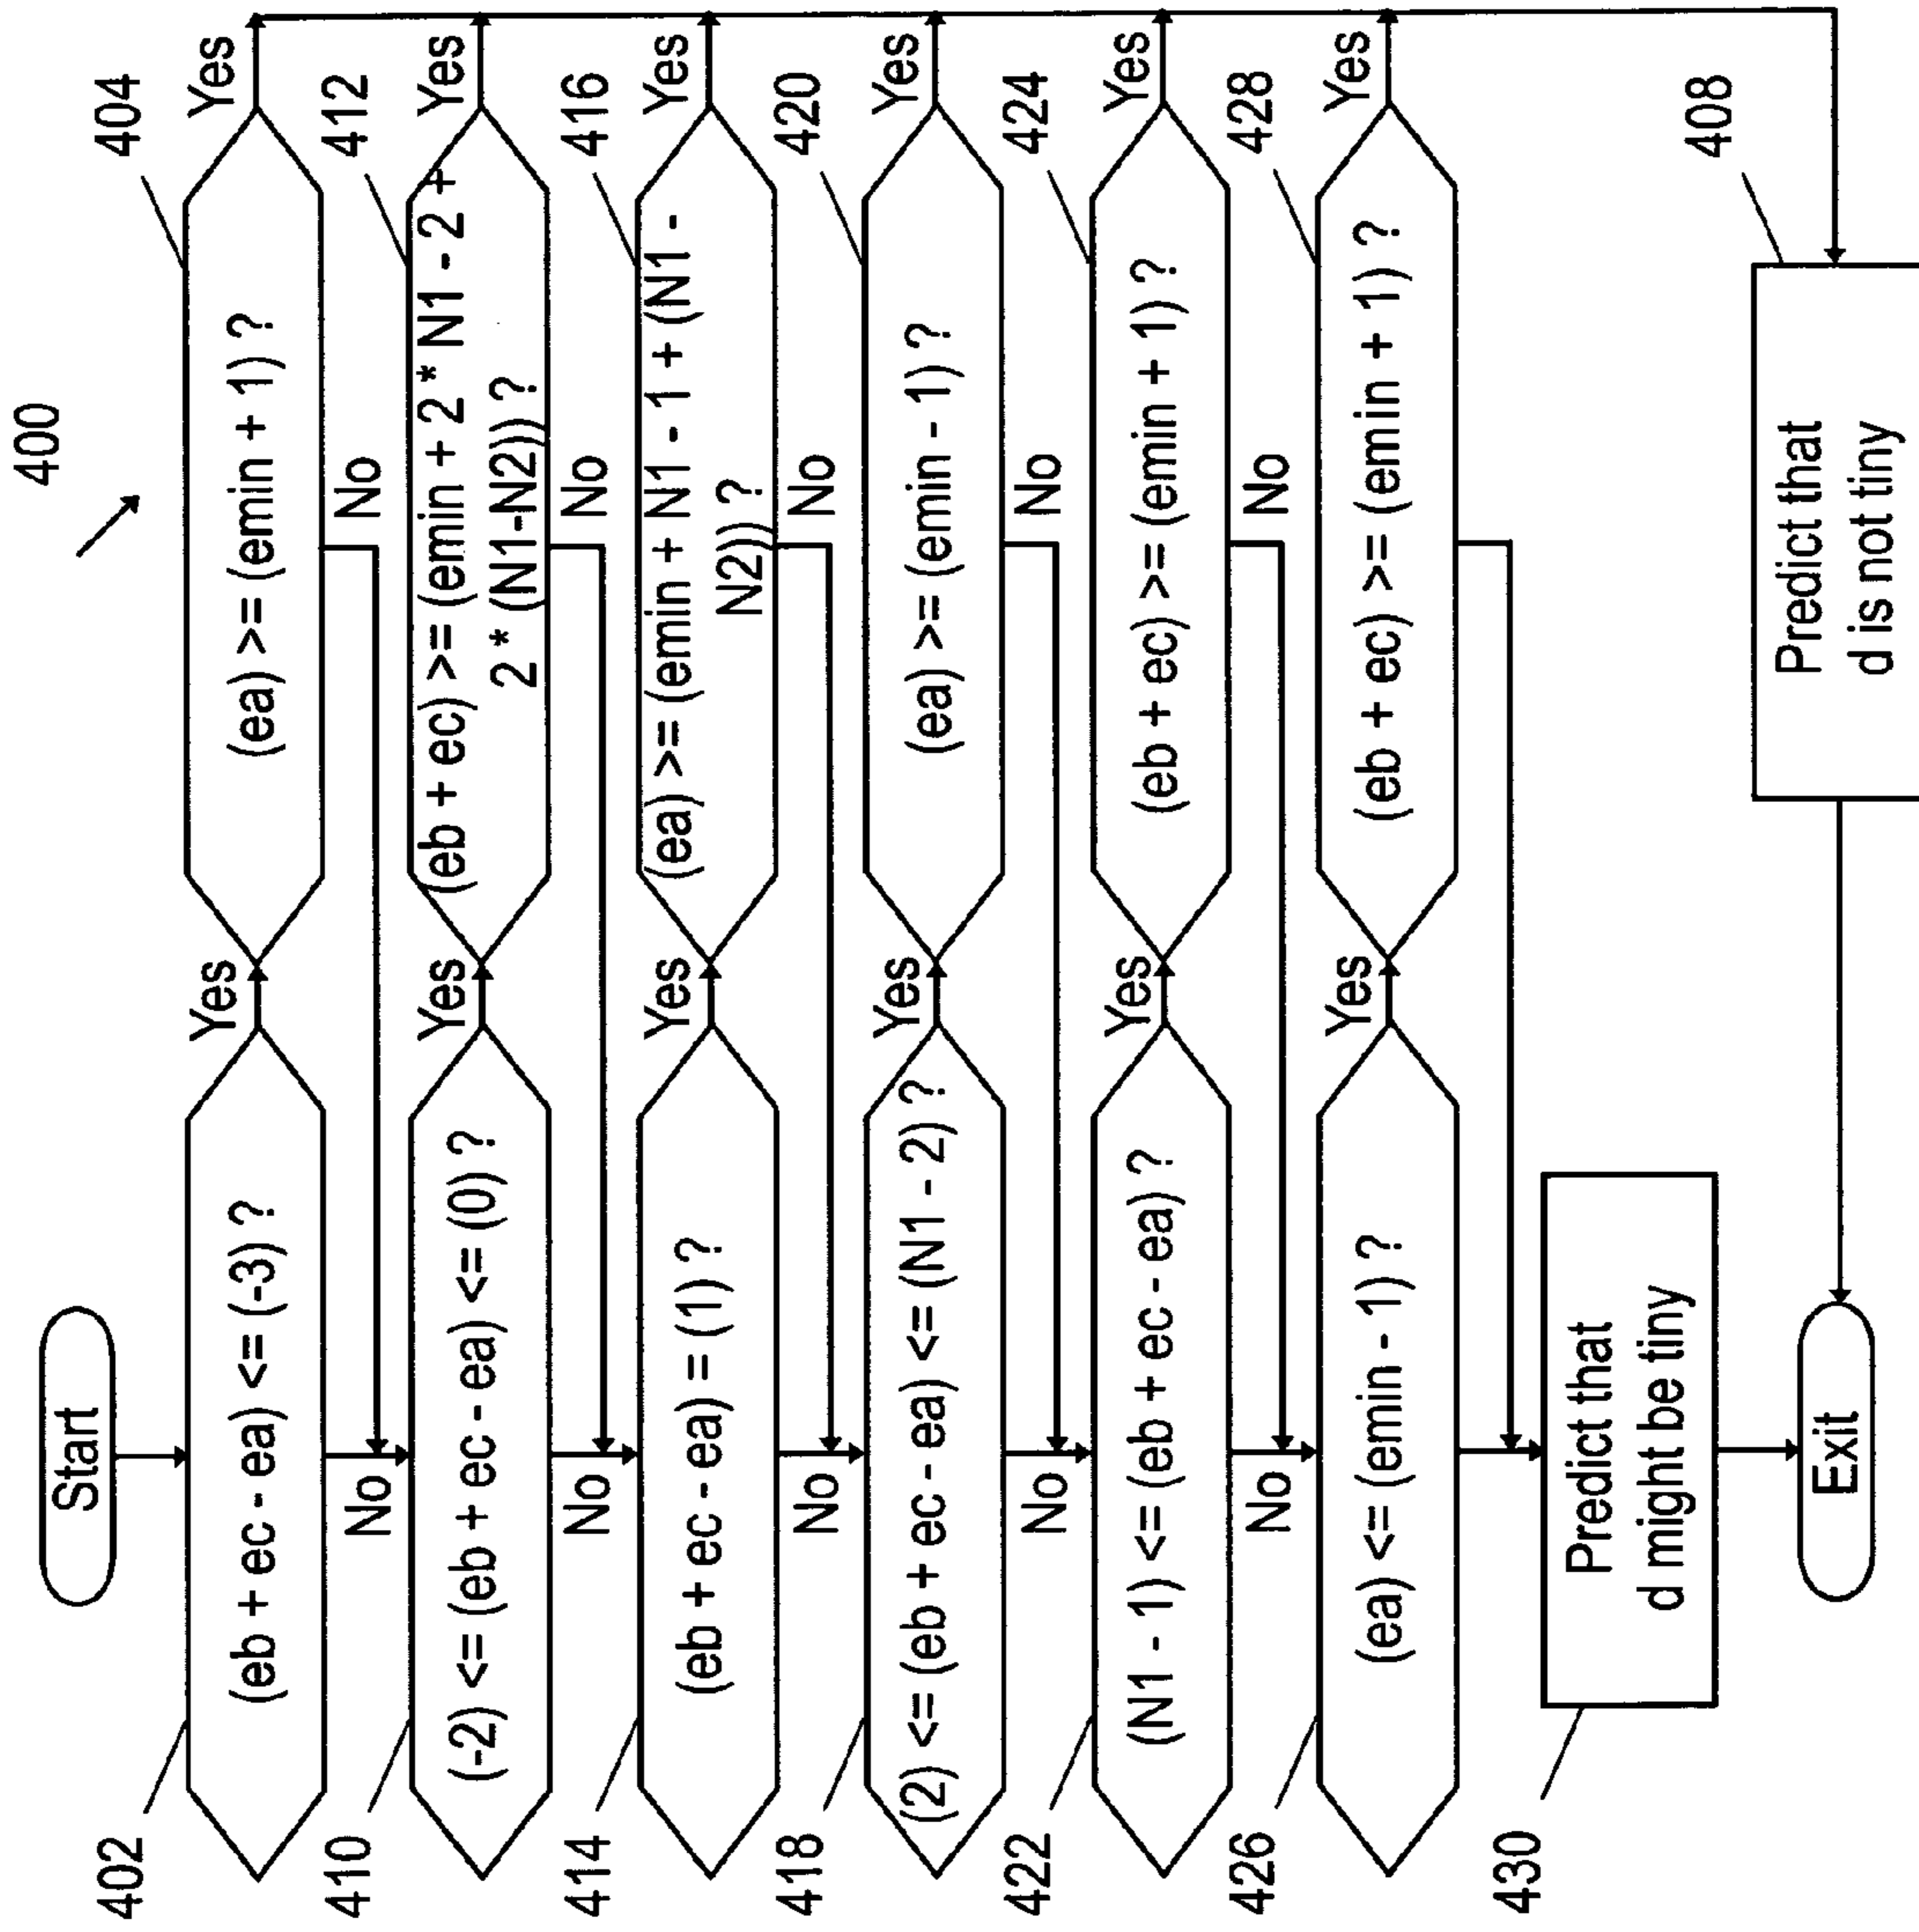 400
Start
402
(eb + ec - ea) <= (-3) ?
Yes
404
(ea) >= (emin + 1) ?
Yes
No
No
410
(-2) <= (eb + ec - ea) <= (0) ?
Yes
412
(eb + ec) >= (emin + 2 * N1 - 2 +
2 * (N1-N2)) ?
Yes
No
No
414
(eb + ec - ea) = (1) ?
Yes
416
(ea) >= (emin + N1 - 1 + (N1 -
N2)) ?
Yes
No
No
418
(2) <= (eb + ec - ea) <= (N1 - 2) ?
Yes
420
(ea) >= (emin - 1) ?
Yes
No
No
422
(N1 - 1) <= (eb + ec - ea) ?
Yes
424
(eb + ec) >= (emin + 1) ?
Yes
No
No
426
(ea) <= (emin - 1) ?
Yes
428
(eb + ec) >= (emin + 1) ?
Yes
430
Predict that
d might be tiny
408
Predict that
d is not tiny
Exit